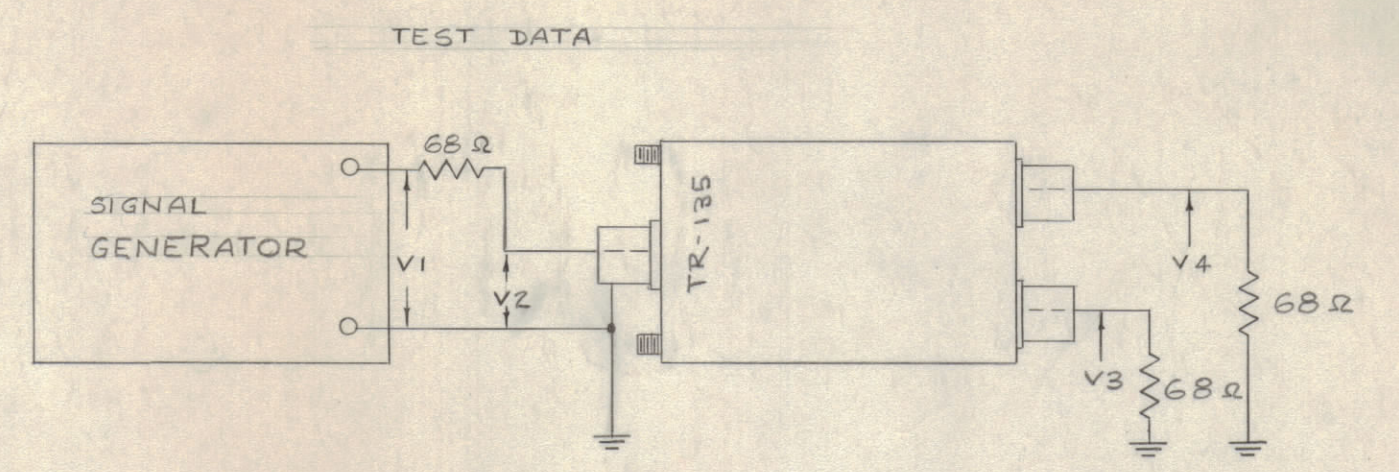 TEST DATA
68 Ω
SIGNAL
GENERATOR
V1
V2
TR-135
V4
68 Ω
V3
68 Ω